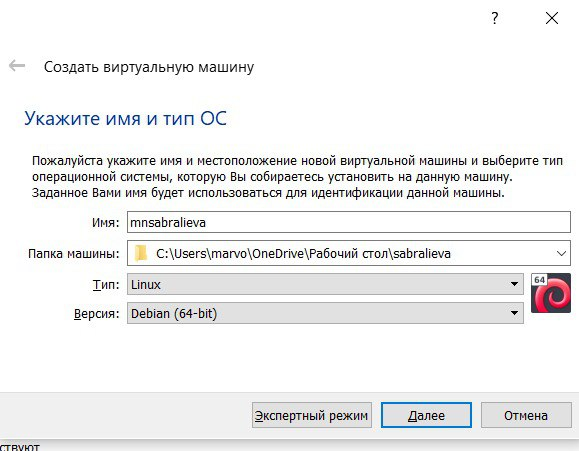 ?
Создать виртуальную машину
Укажите имя и тип ОС
Пожалуйста укажите имя и местоположение новой виртуальной машины и выберите тип
операционной системы, которую Вы собираетесь установить на данную машину.
Заданное Вами имя будет использоваться для идентификации данной машины.
Имя: mnsabralieva
Папка машины: C:\Users\marvo\OneDrive\Рабочий стол\sabralieva
Тип: Linux
64
Версия: Debian (64-bit)
Экспертный режим Далее Отмена
ствуют